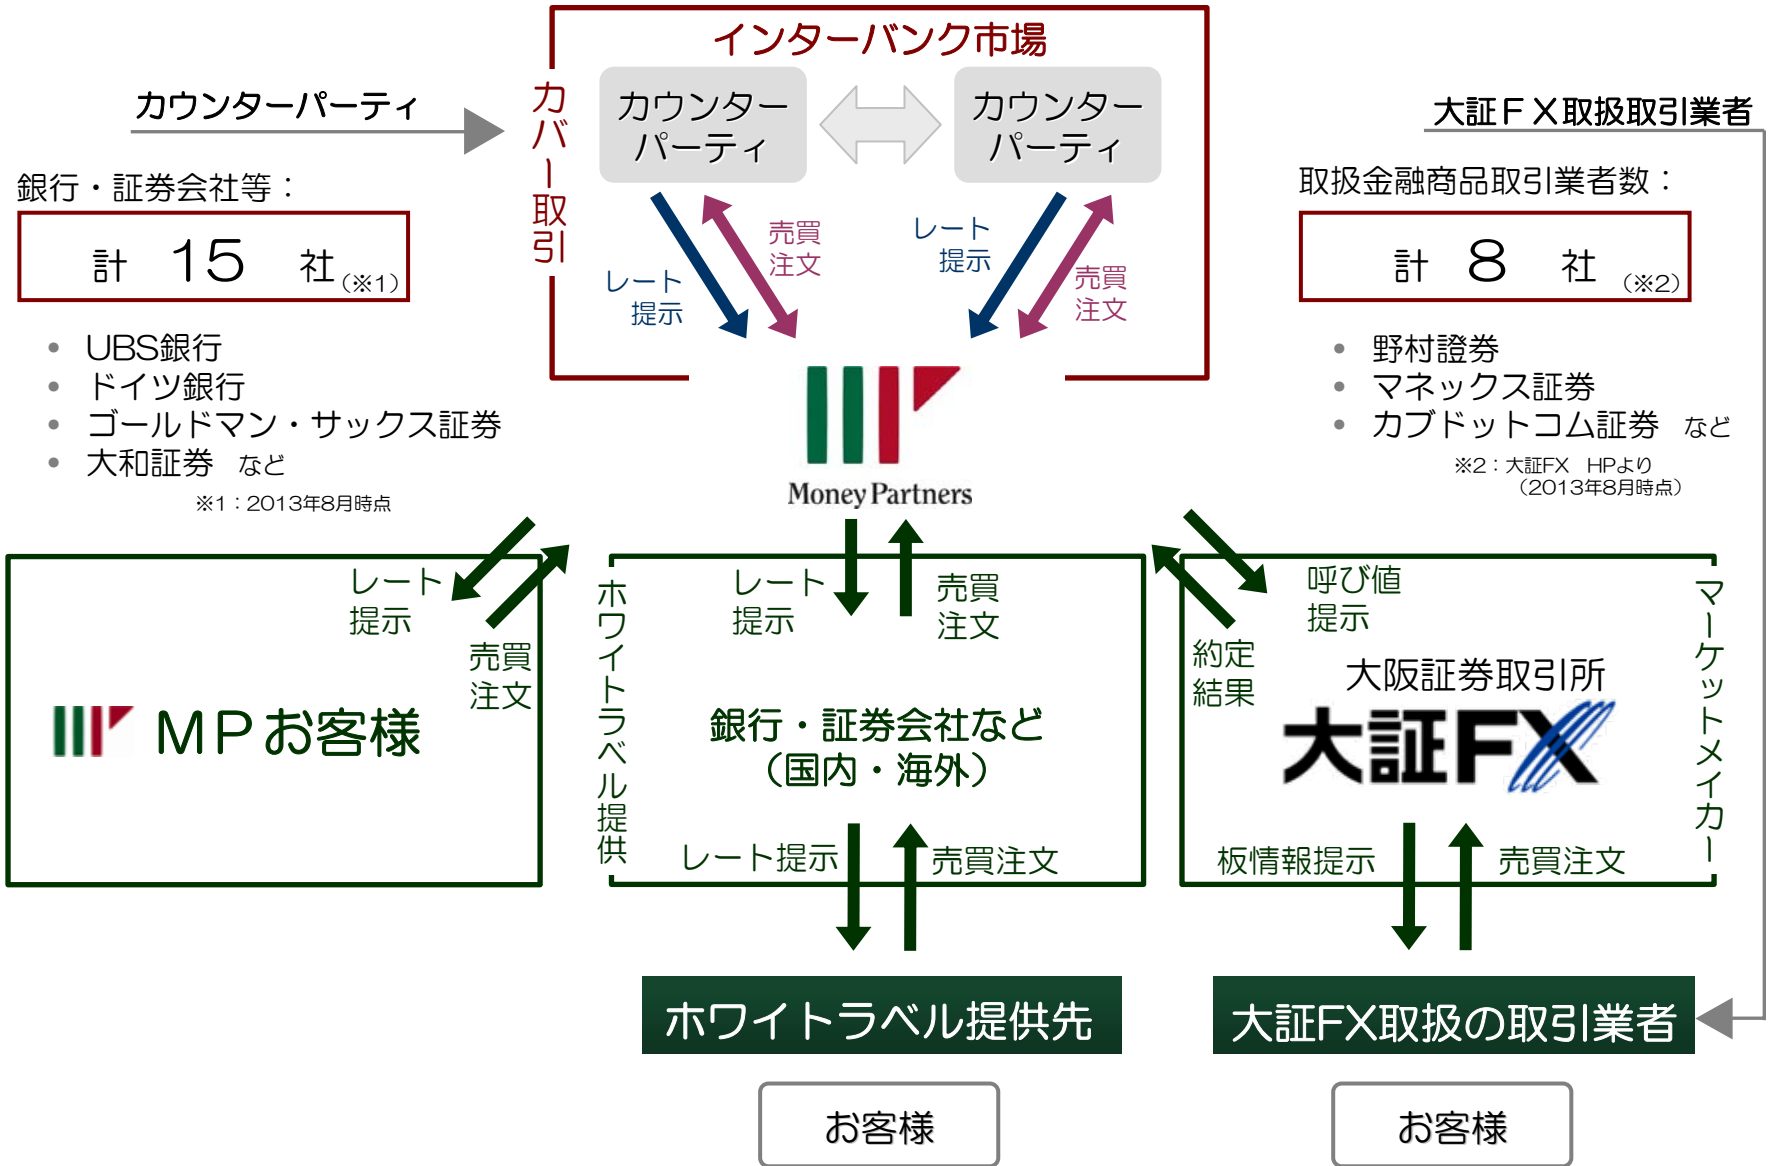 インターバンク市場
カバー取引
カウンター
パーティ
カウンター
パーティ
レート
提示
売買
注文
レート
提示
売買
注文
カウンターパーティ
銀行・証券会社等：
計 15 社（※1）
• UBS銀行
• ドイツ銀行
• ゴールドマン・サックス証券
• 大和証券 など
※1：2013年8月時点
大証ＦＸ取扱取引業者
取扱金融商品取引業者数：
計 8 社（※2）
• 野村證券
• マネックス証券
• カブドットコム証券 など
※2：大証FX HPより
（2013年8月時点）
Money Partners
レート
提示
売買
注文
ＭＰお客様
ホワイトラベル提供
レート
提示
売買
注文
銀行・証券会社など
（国内・海外）
レート提示
売買注文
マーケットメイカー
呼び値
提示
約定
結果
大阪証券取引所
大証FX
板情報提示
売買注文
ホワイトラベル提供先
大証FX取扱の取引業者
お客様
お客様